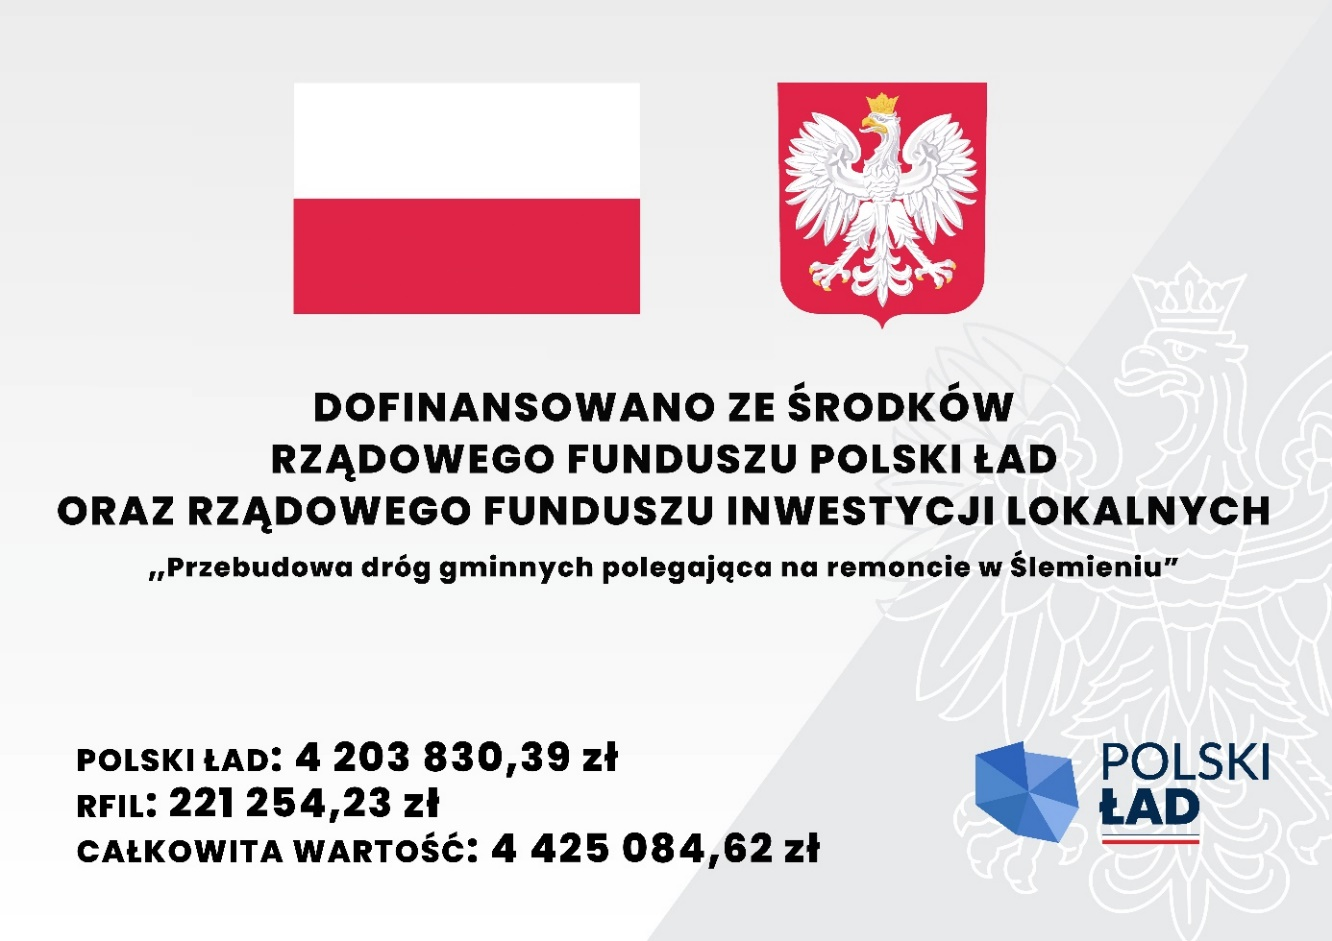 DOFINANSOWANO ZE ŚRODKÓW
RZĄDOWEGO FUNDUSZU POLSKI ŁAD
ORAZ RZĄDOWEGO FUNDUSZU INWESTYCJI LOKALNYCH
,,Przebudowa dróg gminnych polegająca na remoncie w Ślemieniu”
POLSKI ŁAD: 4 203 830,39 zł
RFIL: 221 254,23 zł
CAŁKOWITA WARTOŚĆ: 4 425 084,62 zł
POLSKI
ŁAD